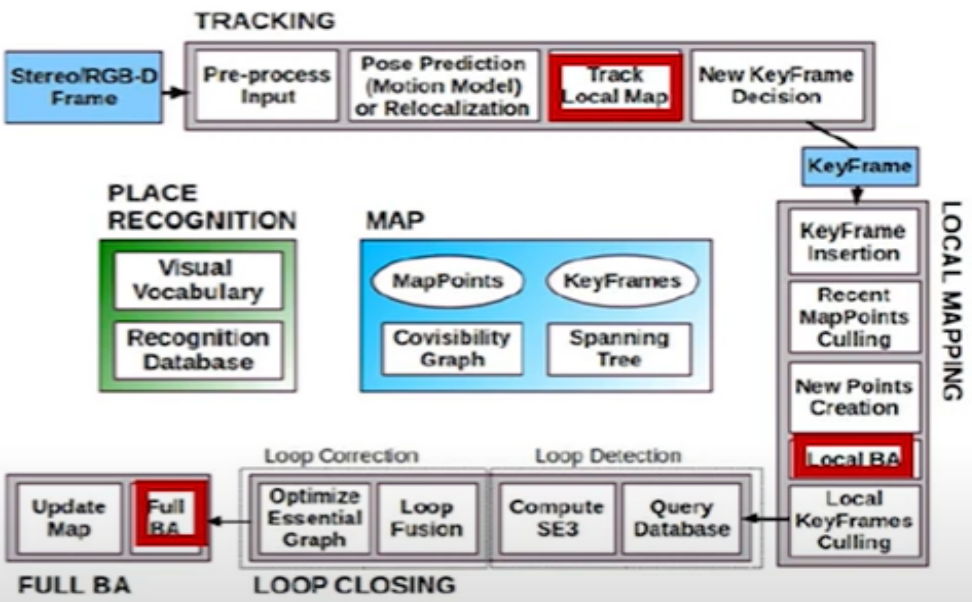 TRACKING
Stereo/RGB-D
Frame
Pre-process
Input
Pose Prediction
(Motion Model)
or Relocalization
Track
Local Map
New KeyFrame
Decision
KeyFrame
PLACE
RECOGNITION
Visual
Vocabulary
Recognition
Database
MAP
MapPoints
KeyFrames
Covisibility
Graph
Spanning
Tree
LOCAL MAPPING
KeyFrame
Insertion
Recent
MapPoints
Culling
New Points
Creation
Local BA
Local
KeyFrames
Culling
Loop Correction
Loop Detection
Optimize
Essential
Graph
Loop
Fusion
Compute
SE3
Query
Database
LOOP CLOSING
Update
Map
Full
BA
FULL BA